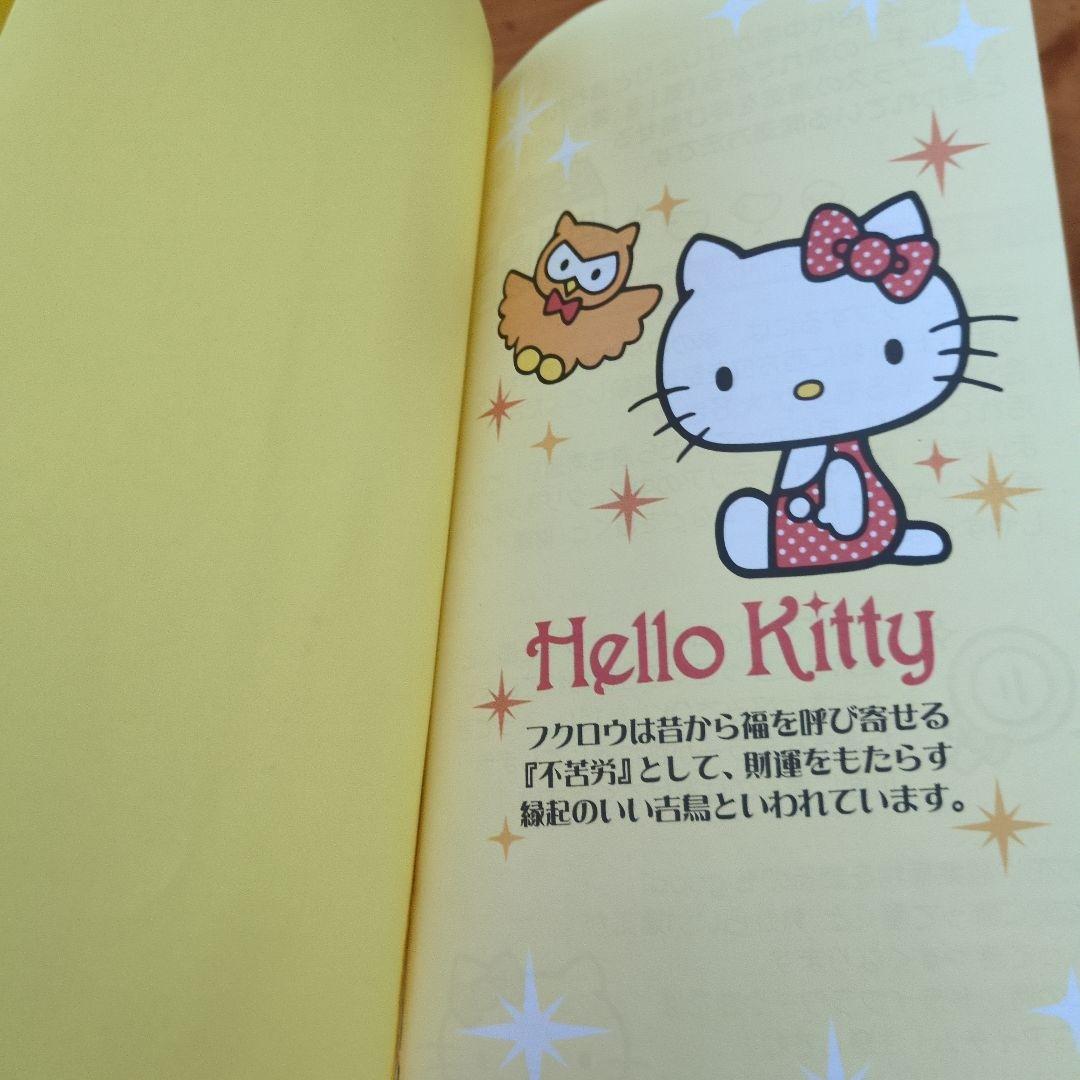 Hello Kitty
フクロウは昔から福を呼び寄せる
『不苦労』として、財運をもたらす
縁起のいい吉鳥といわれています。